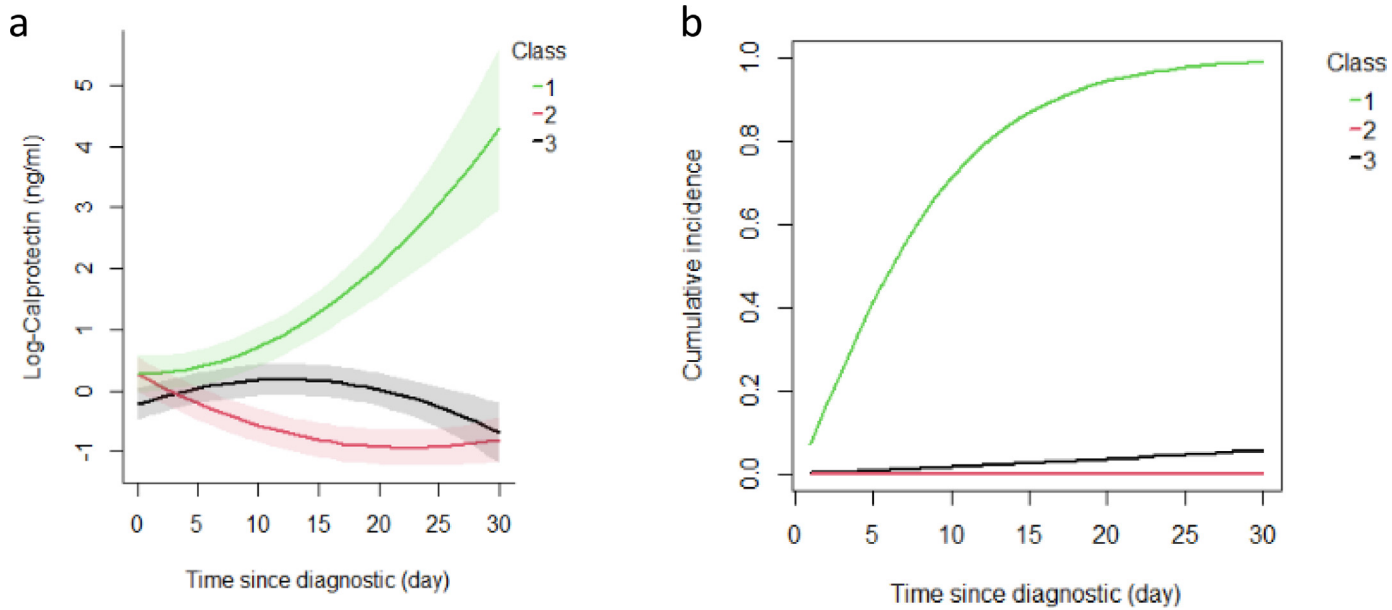 a
Class
1
2
3
Log-Calprotectin (ng/ml)
5
4
3
2
1
0
-1
0 5 10 15 20 25 30
Time since diagnostic (day)
b
Class
1
2
3
Cumulative incidence
1.0
0.8
0.6
0.4
0.2
0.0
0 5 10 15 20 25 30
Time since diagnostic (day)